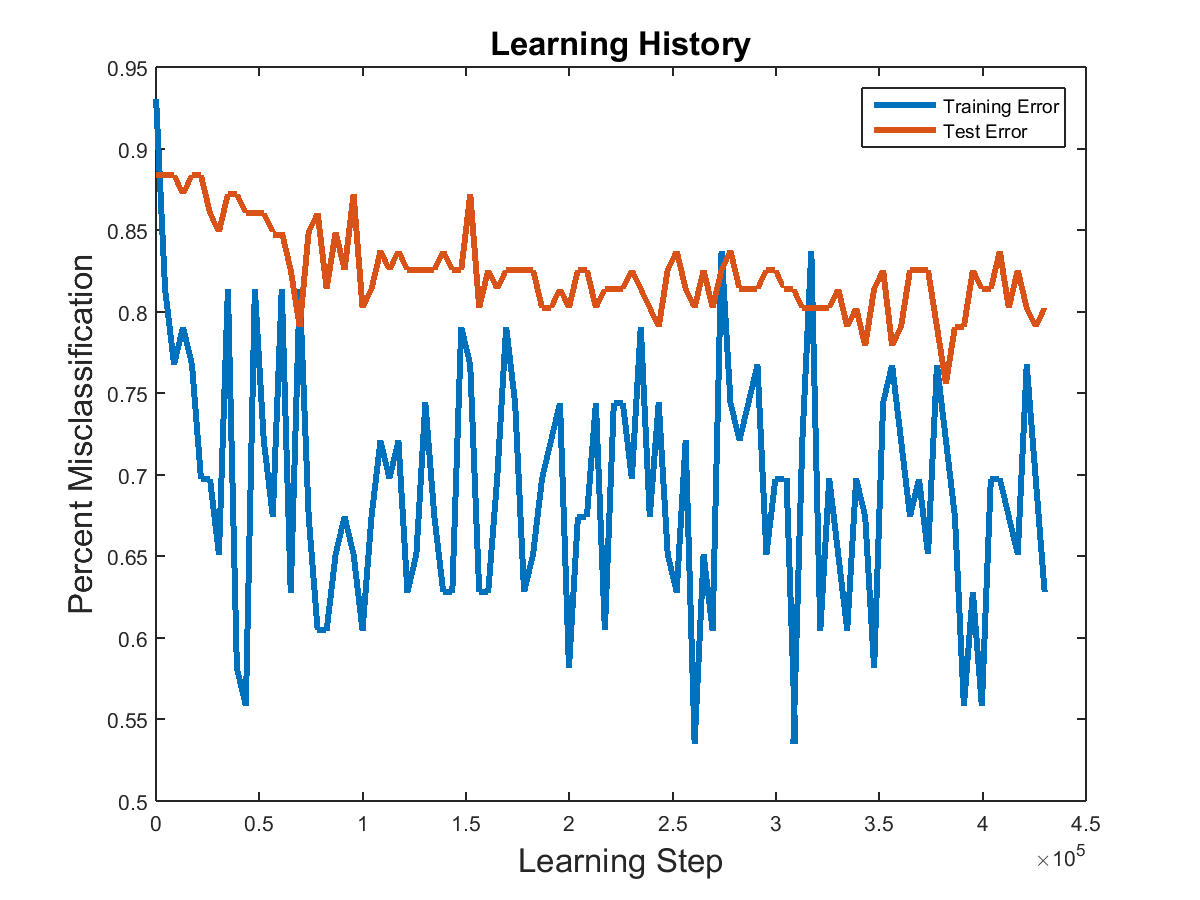 Learning History
0.95
0.9
0.85
0.8
0.75
0.7
0.65
0.6
0.55
0.5
Percent Misclassification
Training Error
Test Error
0 0.5 1 1.5 2 2.5 3 3.5 4 4.5
×10⁵
Learning Step